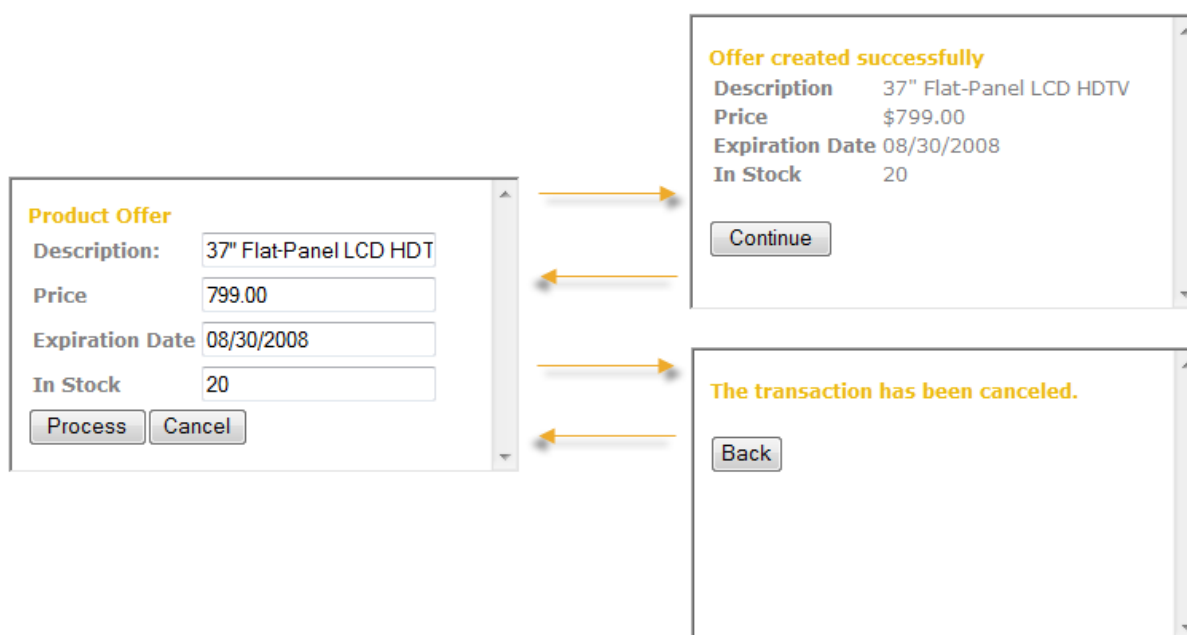 Product Offer
Description: 37" Flat-Panel LCD HDT
Price 799.00
Expiration Date 08/30/2008
In Stock 20
Process Cancel
Offer created successfully
Description 37" Flat-Panel LCD HDTV
Price $799.00
Expiration Date 08/30/2008
In Stock 20
Continue
The transaction has been canceled.
Back